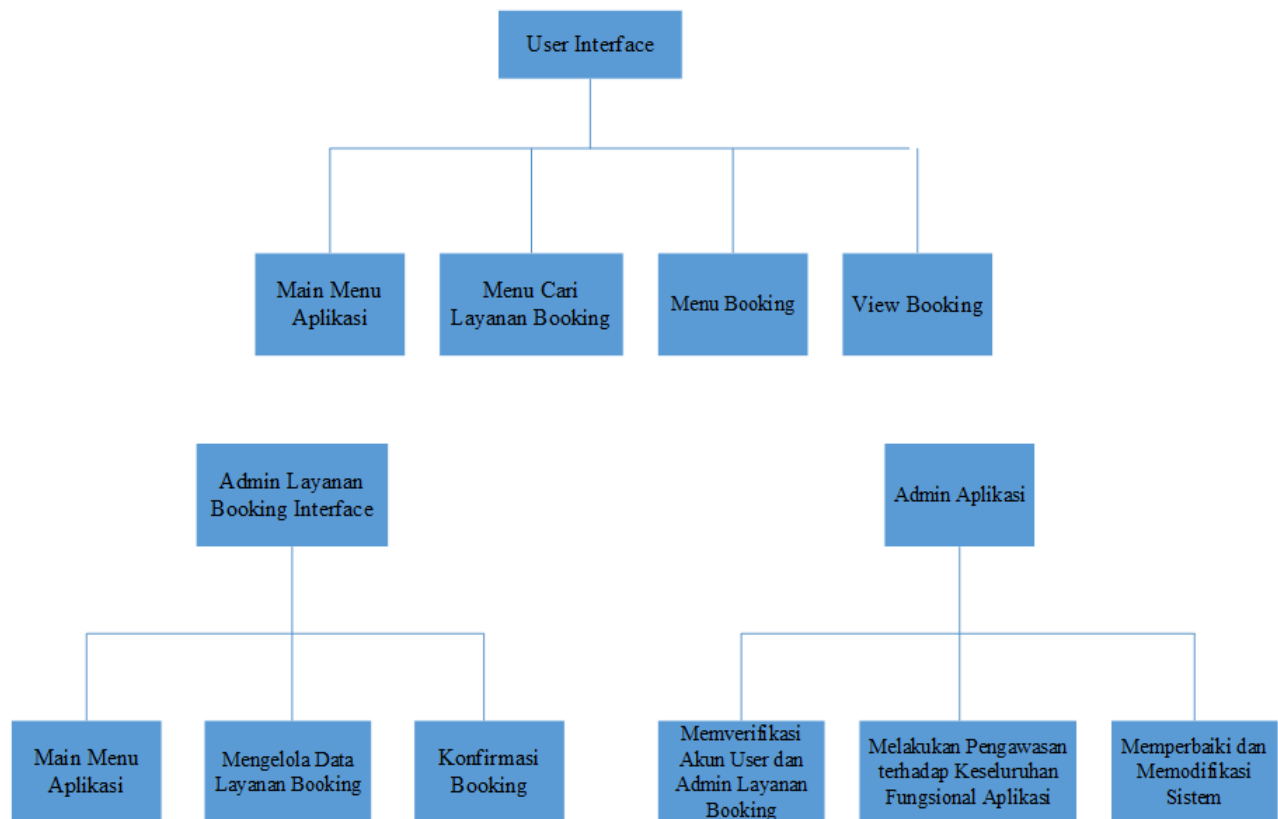 User Interface
Main Menu
Aplikasi
Menu Cari
Layanan Booking
Menu Booking
View Booking
Admin Layanan
Booking Interface
Admin Aplikasi
Main Menu
Aplikasi
Mengelola Data
Layanan Booking
Konfirmasi
Booking
Memverifikasi
Akun User dan
Admin Layanan
Booking
Melakukan Pengawasan
terhadap Keseluruhan
Fungsional Aplikasi
Memperbaiki dan
Memodifikasi
Sistem